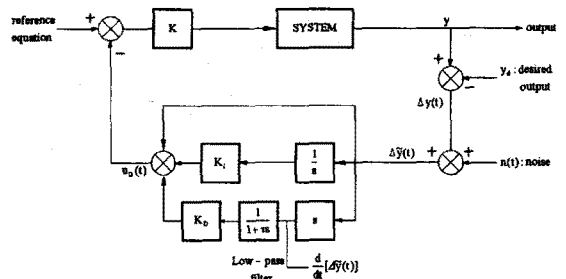 reference
equation
+
−
K
SYSTEM
y
output
+
−
y_d : desired
output
Δy(t)
+
+
Δỹ(t)
n(t) : noise
K_i
1/s
u_D(t)
K_D
1/(1+τs)
s
Low - pass
filter
d/dt [Δỹ(t)]